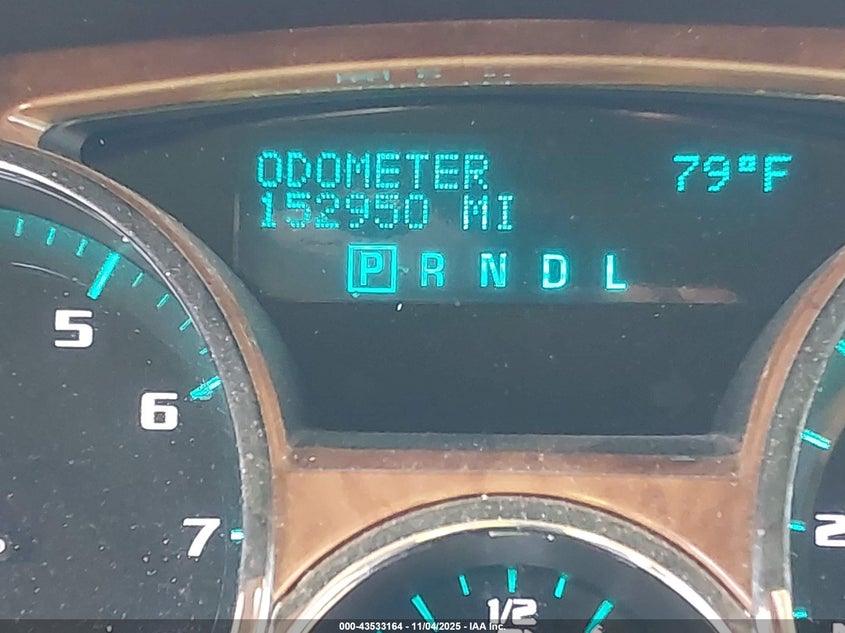 ODOMETER 79°F
152950 MI
P R N D L
5
6
7
2
1/2
000-43533164 - 11/04/2025 - IAA Inc.